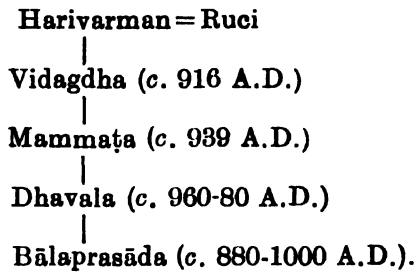 Harivarman = Ruci
Vidagdha (c. 916 A.D.)
Mammaṭa (c. 939 A.D.)
Dhavala (c. 960-80 A.D.)
Bālaprasāda (c. 880-1000 A.D.).